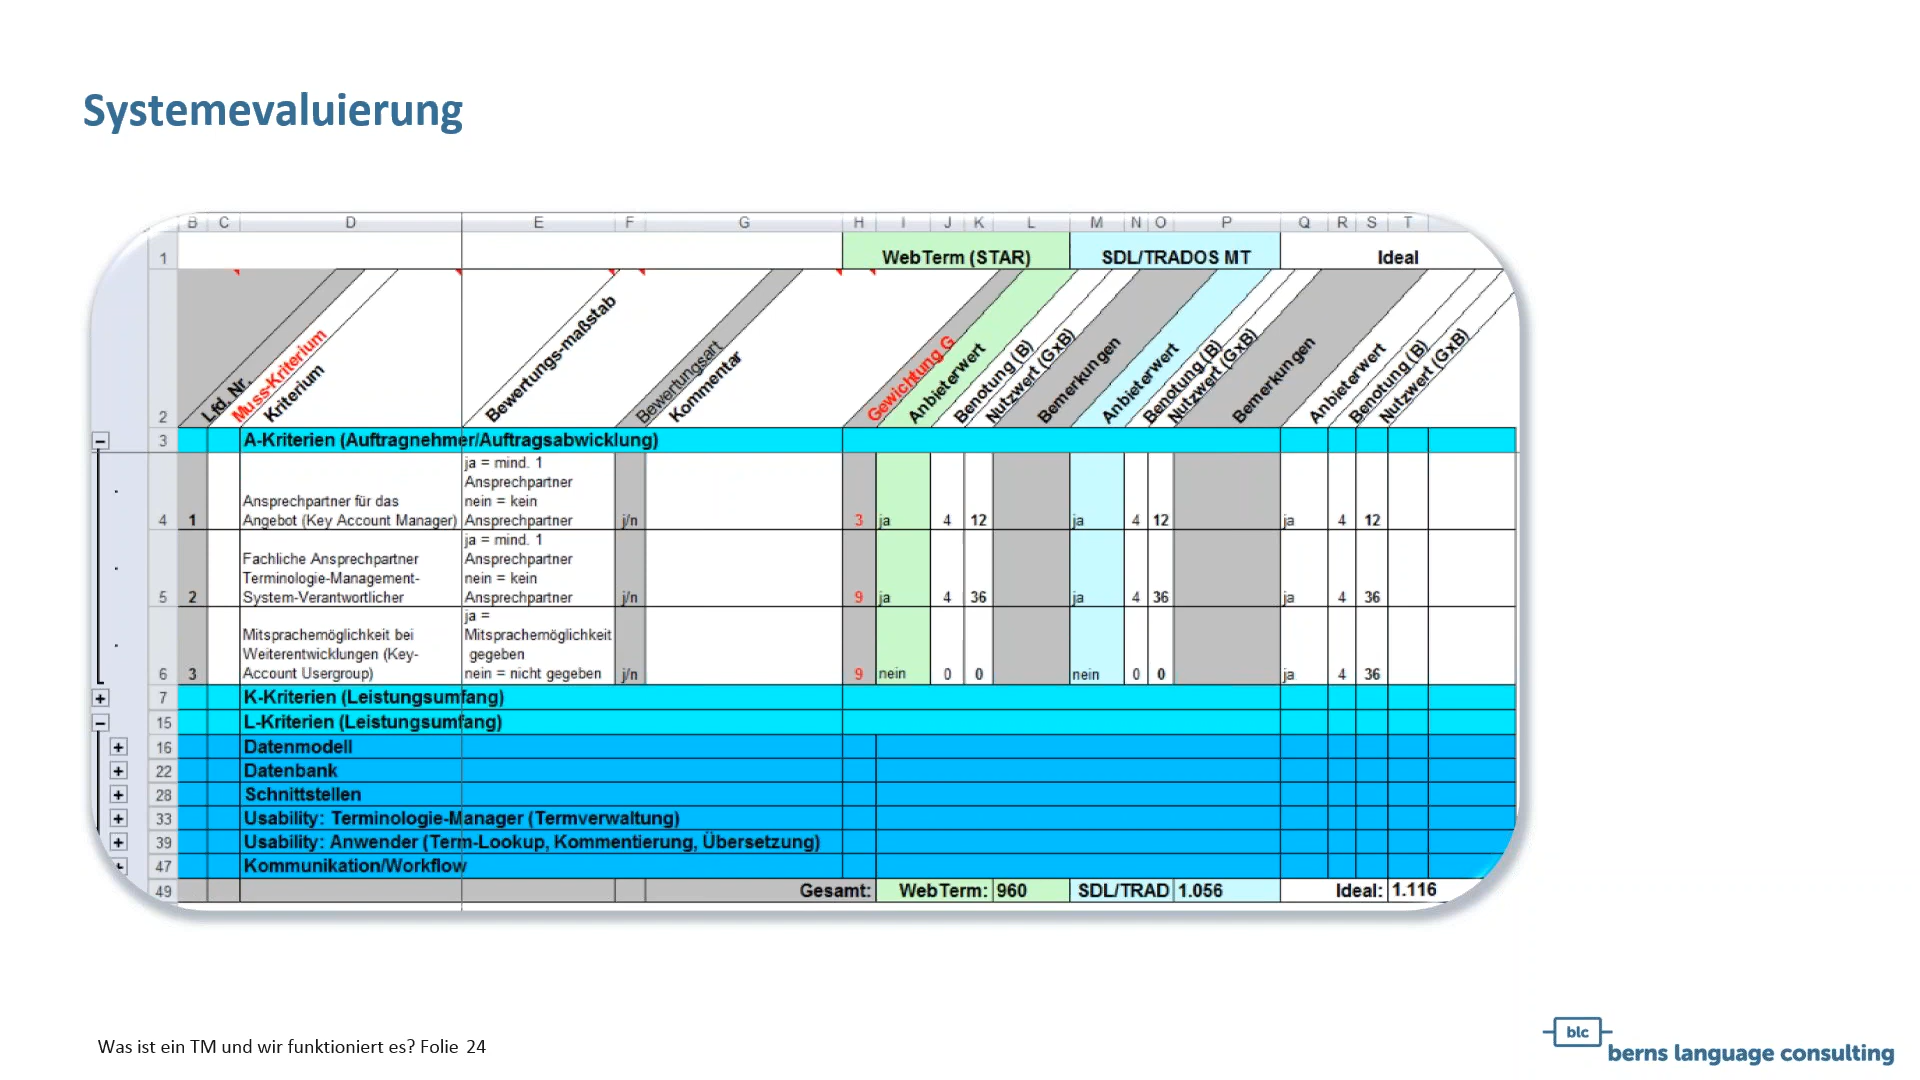 Systemevaluierung
B C D E F G H I J K L M N O P Q R S T
1 WebTerm (STAR) SDL/TRADOS MT Ideal
2 Lfd. Nr. Muss-Kriterium Kriterium Bewertungs-maßstab Bewertungsart Kommentar Gewichtung G Anbieterwert Benotung (B) Nutzwert (GxB) Bemerkungen Anbieterwert Benotung (B) Nutzwert (GxB) Bemerkungen Anbieterwert Benotung (B) Nutzwert (GxB)
3 A-Kriterien (Auftragnehmer/Auftragsabwicklung)
ja = mind. 1
Ansprechpartner
Ansprechpartner für das nein = kein
4 1 Angebot (Key Account Manager) Ansprechpartner j/n 3 ja 4 12 ja 4 12 ja 4 12
ja = mind. 1
Fachliche Ansprechpartner Ansprechpartner
Terminologie-Management- nein = kein
5 2 System-Verantwortlicher Ansprechpartner j/n 9 ja 4 36 ja 4 36 ja 4 36
ja =
Mitsprachemöglichkeit bei Mitsprachemöglichkeit
Weiterentwicklungen (Key- gegeben
6 3 Account Usergroup) nein = nicht gegeben j/n 9 nein 0 0 nein 0 0 ja 4 36
7 K-Kriterien (Leistungsumfang)
15 L-Kriterien (Leistungsumfang)
16 Datenmodell
22 Datenbank
28 Schnittstellen
33 Usability: Terminologie-Manager (Termverwaltung)
39 Usability: Anwender (Term-Lookup, Kommentierung, Übersetzung)
47 Kommunikation/Workflow
49 Gesamt: WebTerm: 960 SDL/TRAD 1.056 Ideal: 1.116
Was ist ein TM und wir funktioniert es? Folie 24
blc
berns language consulting